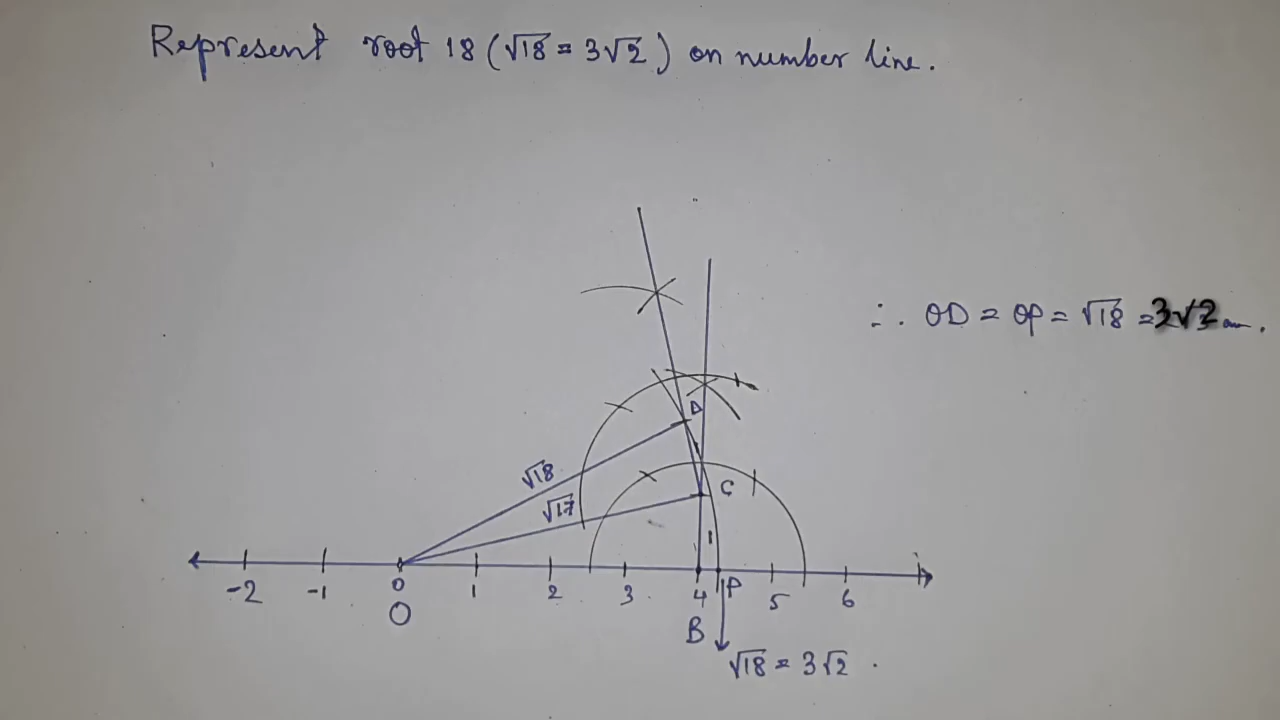 Represent root 18 (√18 = 3√2) on number line.
∴ OD = OP = √18 = 3√2
D
√18
C
√17
1
-2 -1 0 1 2 3 4 P 5 6
O B
√18 = 3√2 .